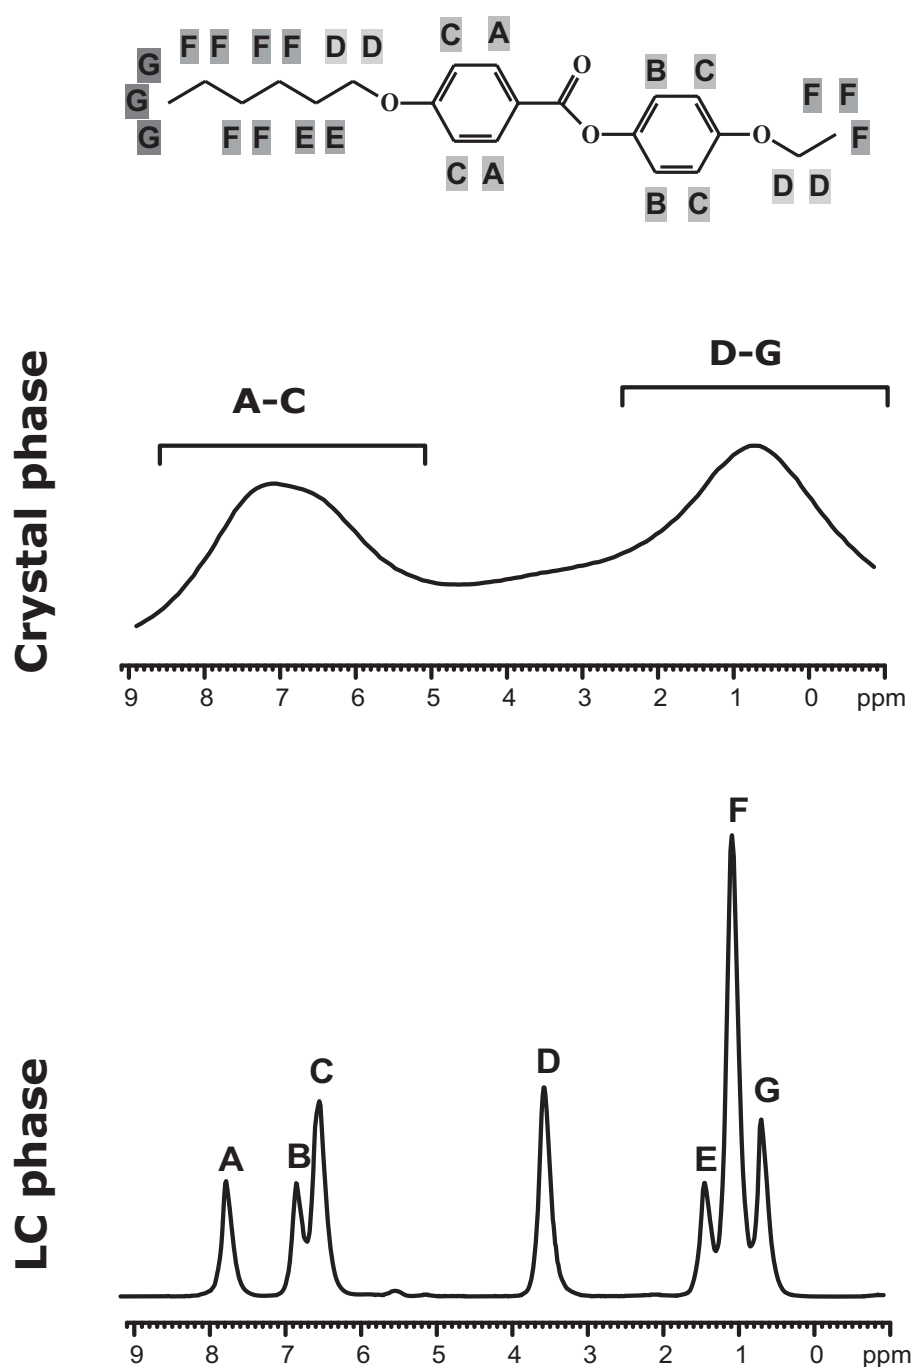 F F F F D D C A
G O B C
G F F
G O O O F
F F E E
C A D D
B C
D-G
A-C
Crystal phase
9 8 7 6 5 4 3 2 1 0 ppm
F
D
C
G
A B E
LC phase
9 8 7 6 5 4 3 2 1 0 ppm